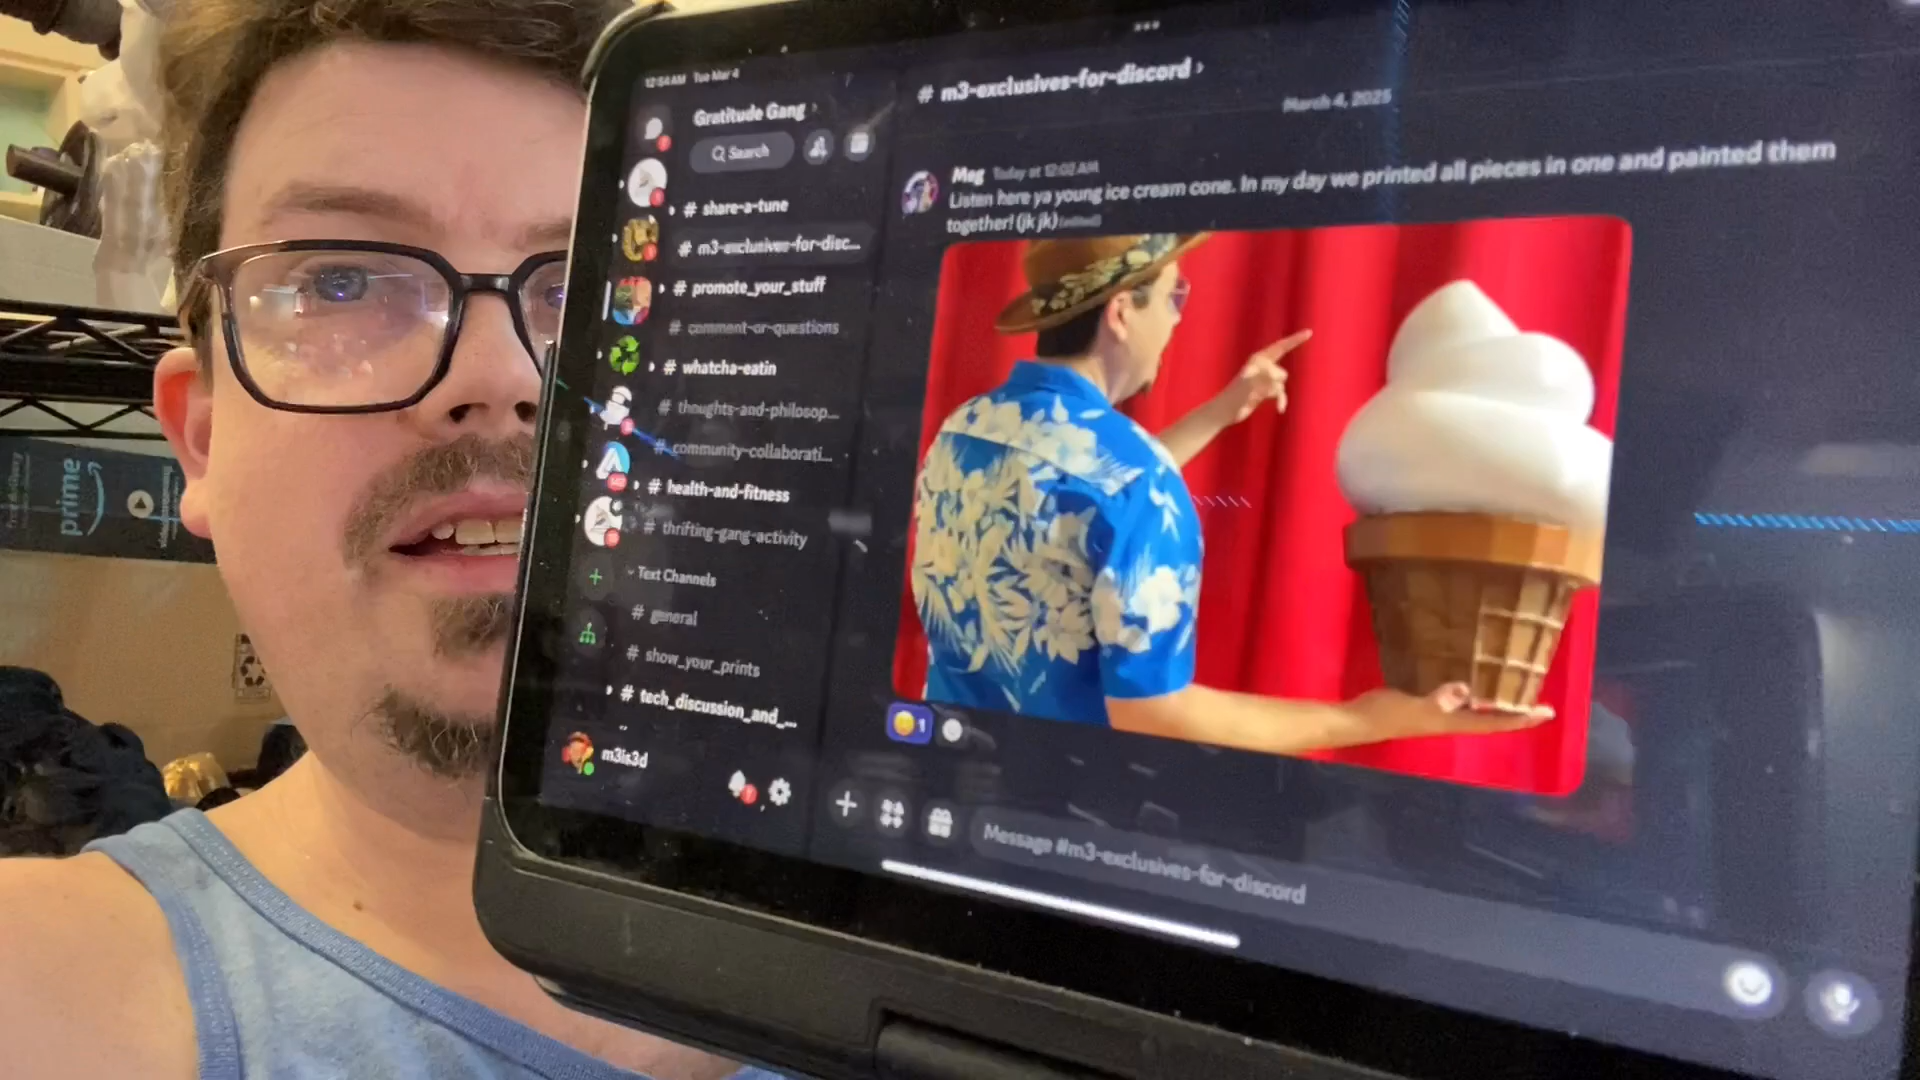 12:54 AM Tue Mar 4
Gratitude Gang
Search
# share-a-tune
# m3-exclusives-for-disc...
# promote_your_stuff
# comment-or-questions
# whatcha-eatin
# thoughts-and-philosop...
# community-collaborati...
# health-and-fitness
# thrifting-gang-activity
Text Channels
# general
# show_your_prints
# tech_discussion_and_...
m3is3d
# m3-exclusives-for-discord
March 4, 2025
Meg Today at 12:02 AM
Listen here ya young ice cream cone. In my day we printed all pieces in one and painted them
together! (jk jk) (edited)
1
Message #m3-exclusives-for-discord
prime